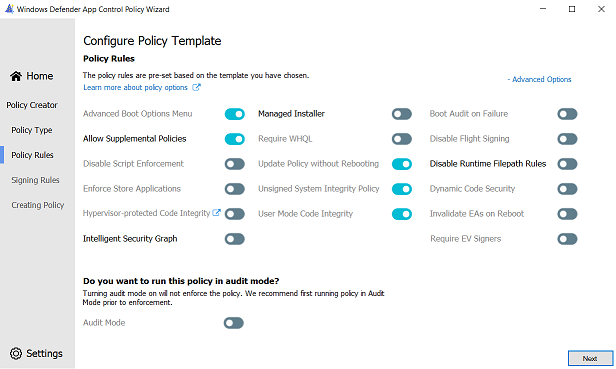 Windows Defender App Control Policy Wizard
Configure Policy Template
Policy Rules
The policy rules are pre-set based on the template you have chosen.
Learn more about policy options
- Advanced Options
Home
Policy Creator
Policy Type
Policy Rules
Signing Rules
Creating Policy
Settings
Advanced Boot Options Menu
Managed Installer
Boot Audit on Failure
Allow Supplemental Policies
Require WHQL
Disable Flight Signing
Disable Script Enforcement
Update Policy without Rebooting
Disable Runtime Filepath Rules
Enforce Store Applications
Unsigned System Integrity Policy
Dynamic Code Security
Hypervisor-protected Code Integrity
User Mode Code Integrity
Invalidate EAs on Reboot
Intelligent Security Graph
Require EV Signers
Do you want to run this policy in audit mode?
Turning audit mode on will not enforce the policy. We recommend first running policy in Audit
Mode prior to enforcement.
Audit Mode
Next